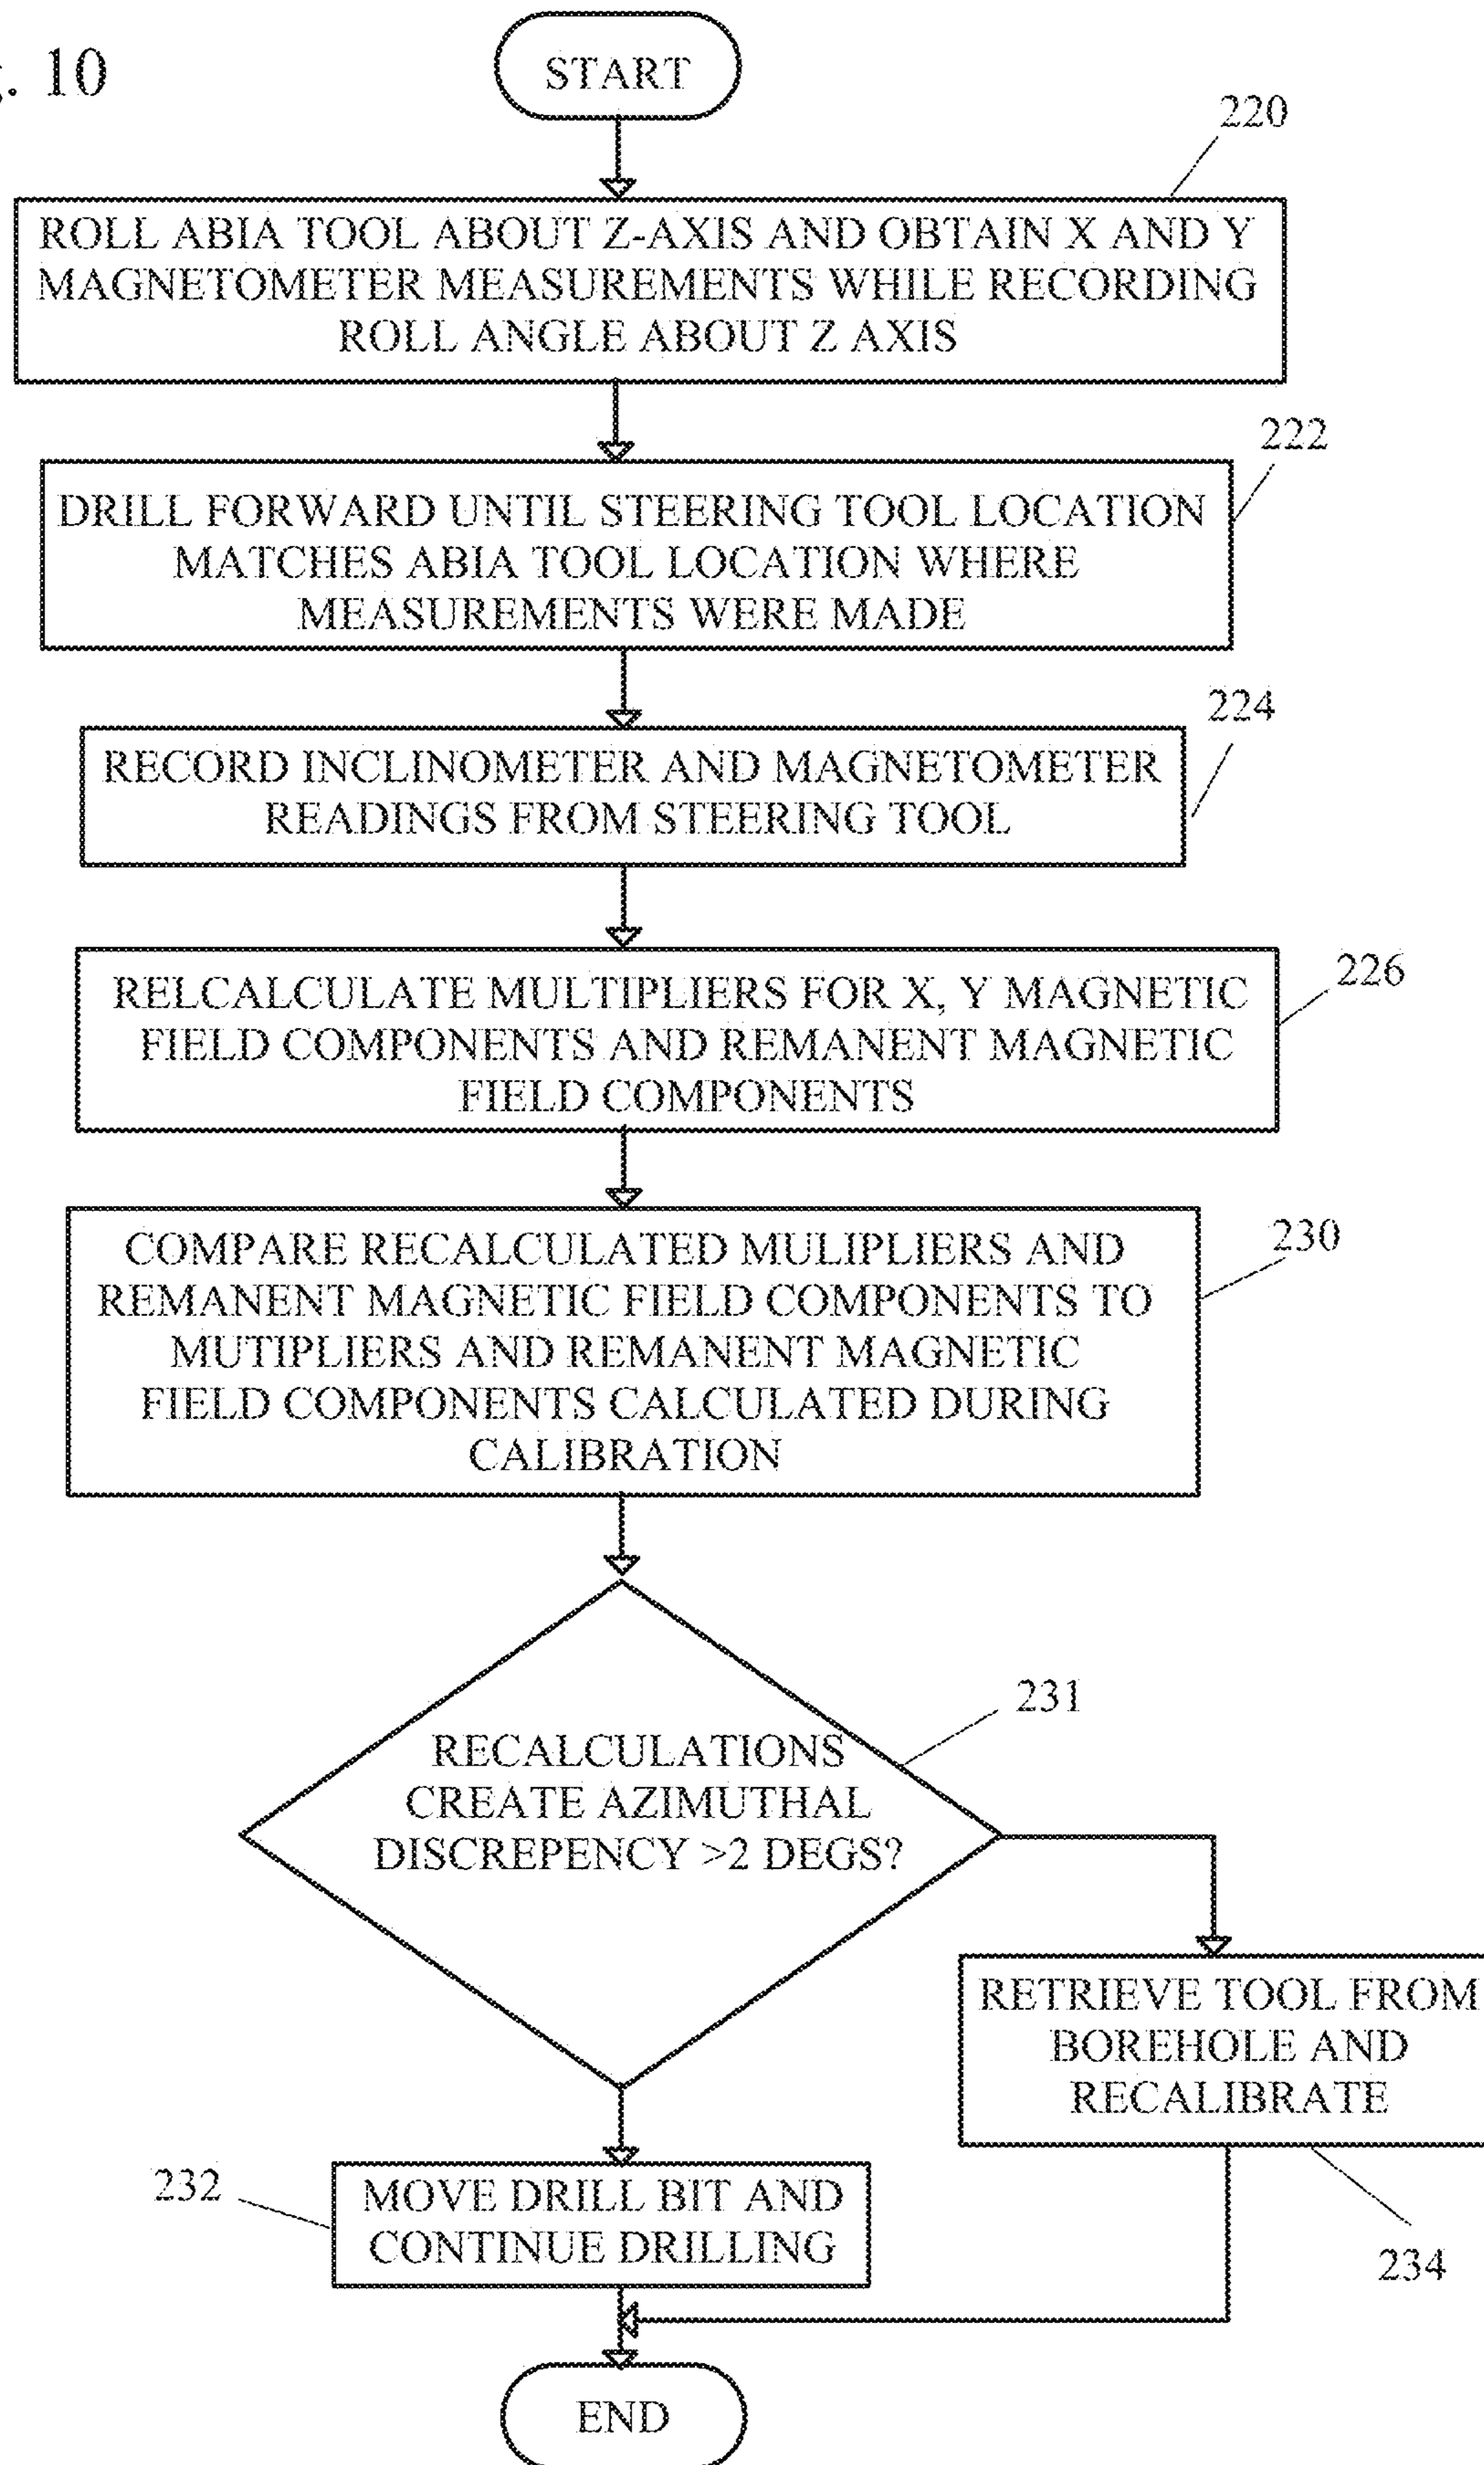 . 10
START
220
ROLL ABIA TOOL ABOUT Z-AXIS AND OBTAIN X AND Y
MAGNETOMETER MEASUREMENTS WHILE RECORDING
ROLL ANGLE ABOUT Z AXIS
222
DRILL FORWARD UNTIL STEERING TOOL LOCATION
MATCHES ABIA TOOL LOCATION WHERE
MEASUREMENTS WERE MADE
224
RECORD INCLINOMETER AND MAGNETOMETER
READINGS FROM STEERING TOOL
226
RELCALCULATE MULTIPLIERS FOR X, Y MAGNETIC
FIELD COMPONENTS AND REMANENT MAGNETIC
FIELD COMPONENTS
230
COMPARE RECALCULATED MULIPLIERS AND
REMANENT MAGNETIC FIELD COMPONENTS TO
MUTIPLIERS AND REMANENT MAGNETIC
FIELD COMPONENTS CALCULATED DURING
CALIBRATION
231
RECALCULATIONS
CREATE AZIMUTHAL
DISCREPENCY >2 DEGS?
RETRIEVE TOOL FROM
BOREHOLE AND
RECALIBRATE
232
MOVE DRILL BIT AND
CONTINUE DRILLING
234
END